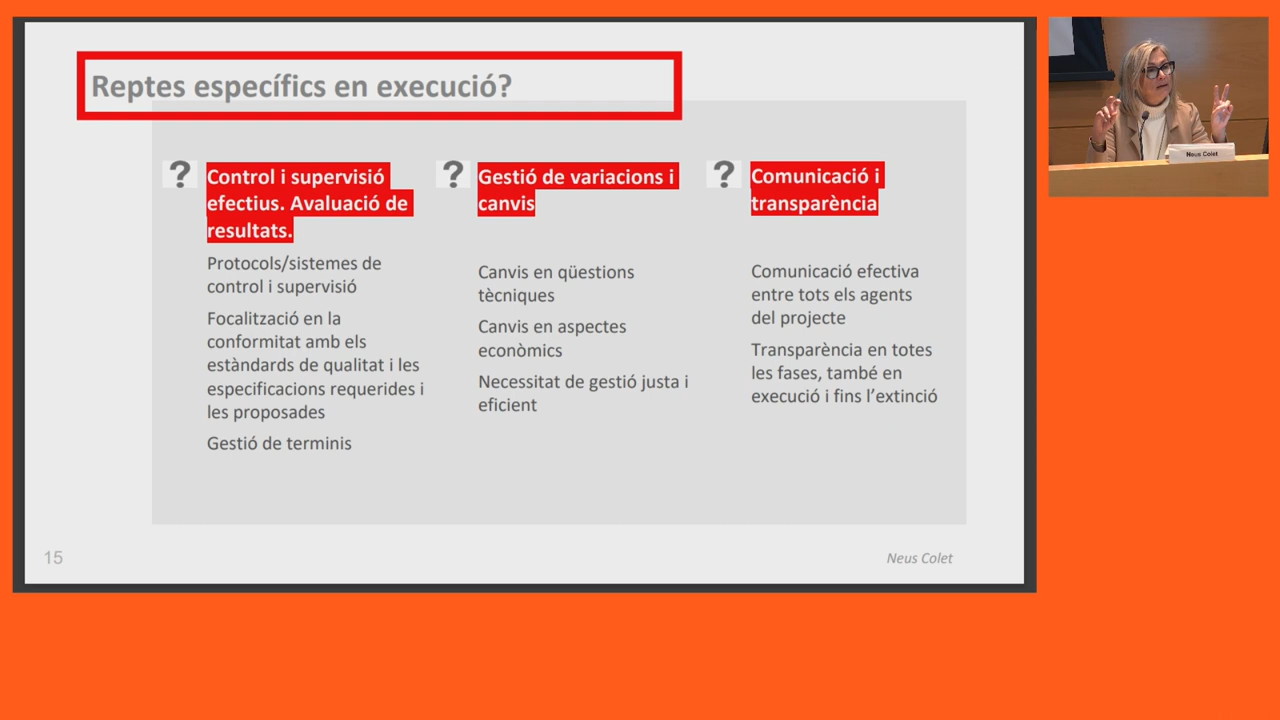 Reptes específics en execució?
? Control i supervisió
efectius. Avaluació de
resultats.
Protocols/sistemes de
control i supervisió
Focalització en la
conformitat amb els
estàndards de qualitat i les
especificacions requerides i
les proposades
Gestió de terminis
? Gestió de variacions i
canvis
Canvis en qüestions
tècniques
Canvis en aspectes
econòmics
Necessitat de gestió justa i
eficient
? Comunicació i
transparència
Comunicació efectiva
entre tots els agents
del projecte
Transparència en totes
les fases, també en
execució i fins l'extinció
15
Neus Colet
Neus Colet